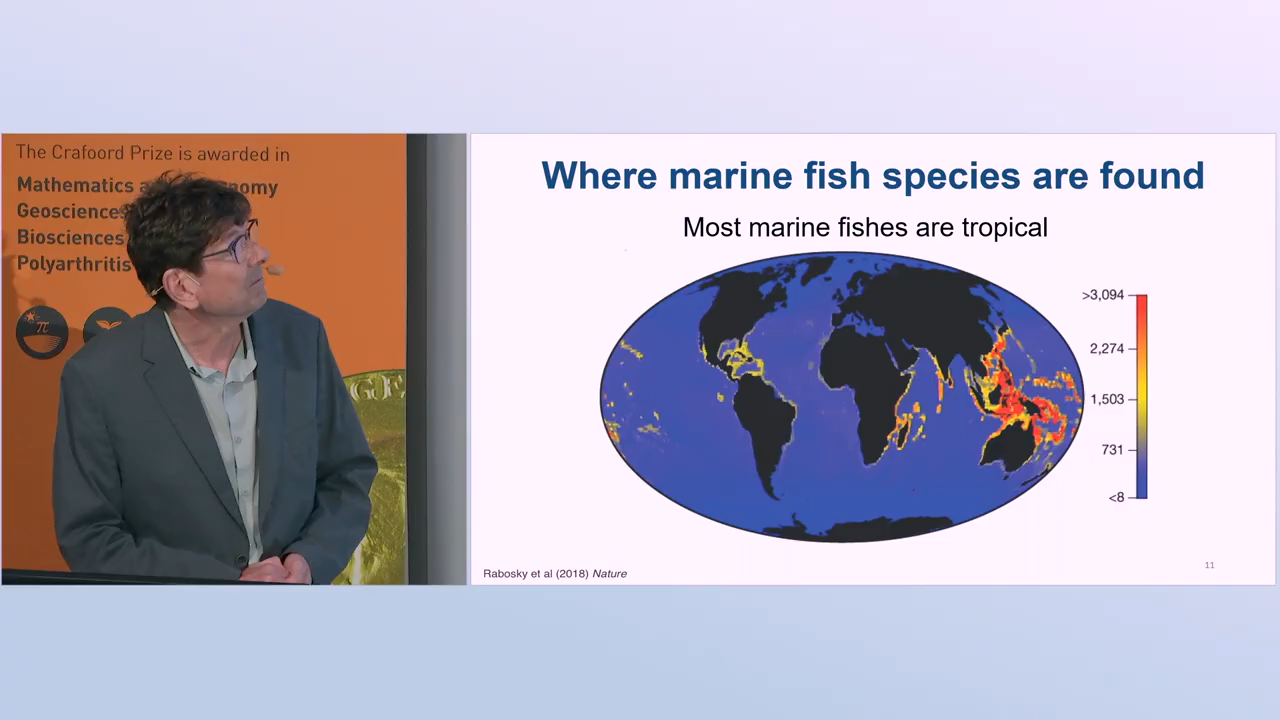 The Crafoord Prize is awarded in
Mathematics a nomy
Geosciences
Biosciences
Polyarthritis
π
Where marine fish species are found
Most marine fishes are tropical
>3,094
2,274
1,503
731
<8
Rabosky et al (2018) Nature
11